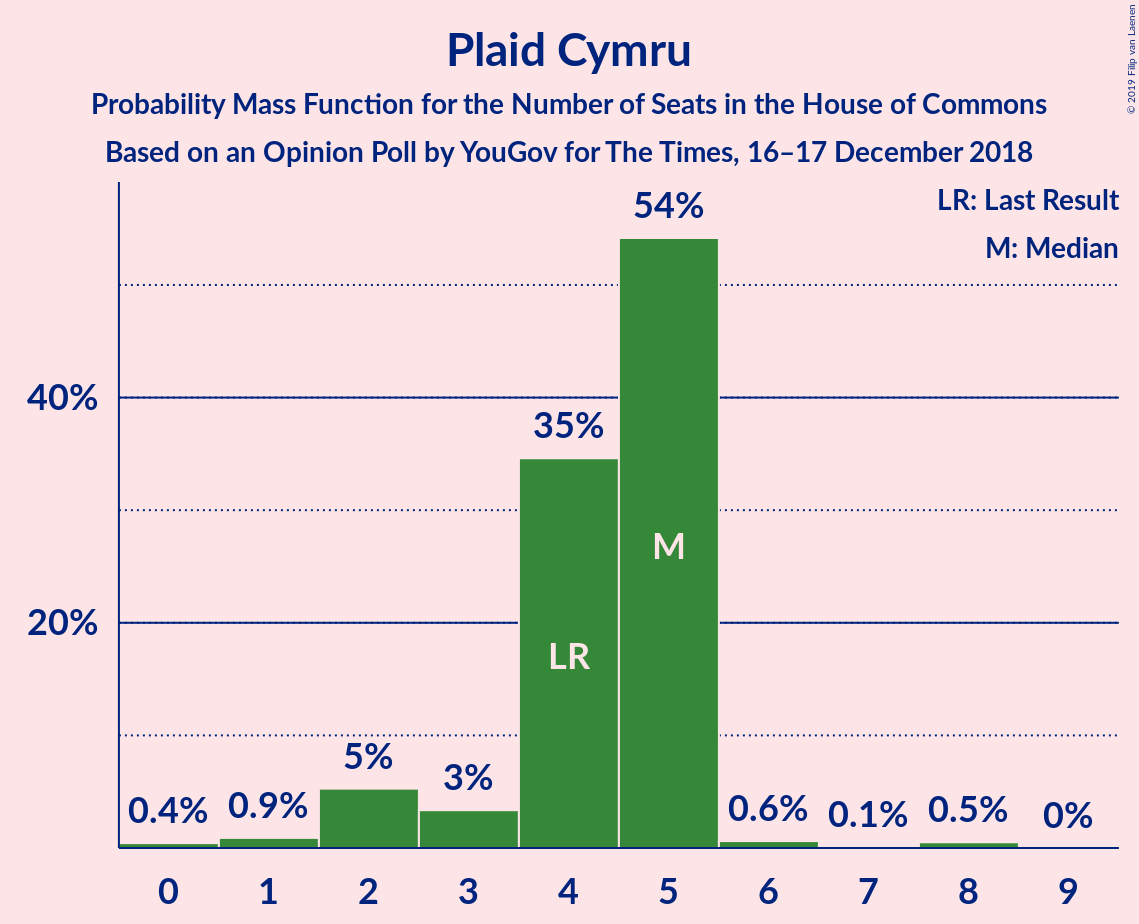 Plaid Cymru
Probability Mass Function for the Number of Seats in the House of Commons
Based on an Opinion Poll by YouGov for The Times, 16–17 December 2018
© 2019 Filip van Laenen
LR: Last Result
M: Median
54%
40%
35%
M
20%
LR
5%
3%
0.4%
0.9%
0.6%
0.1%
0.5%
0%
0 1 2 3 4 5 6 7 8 9